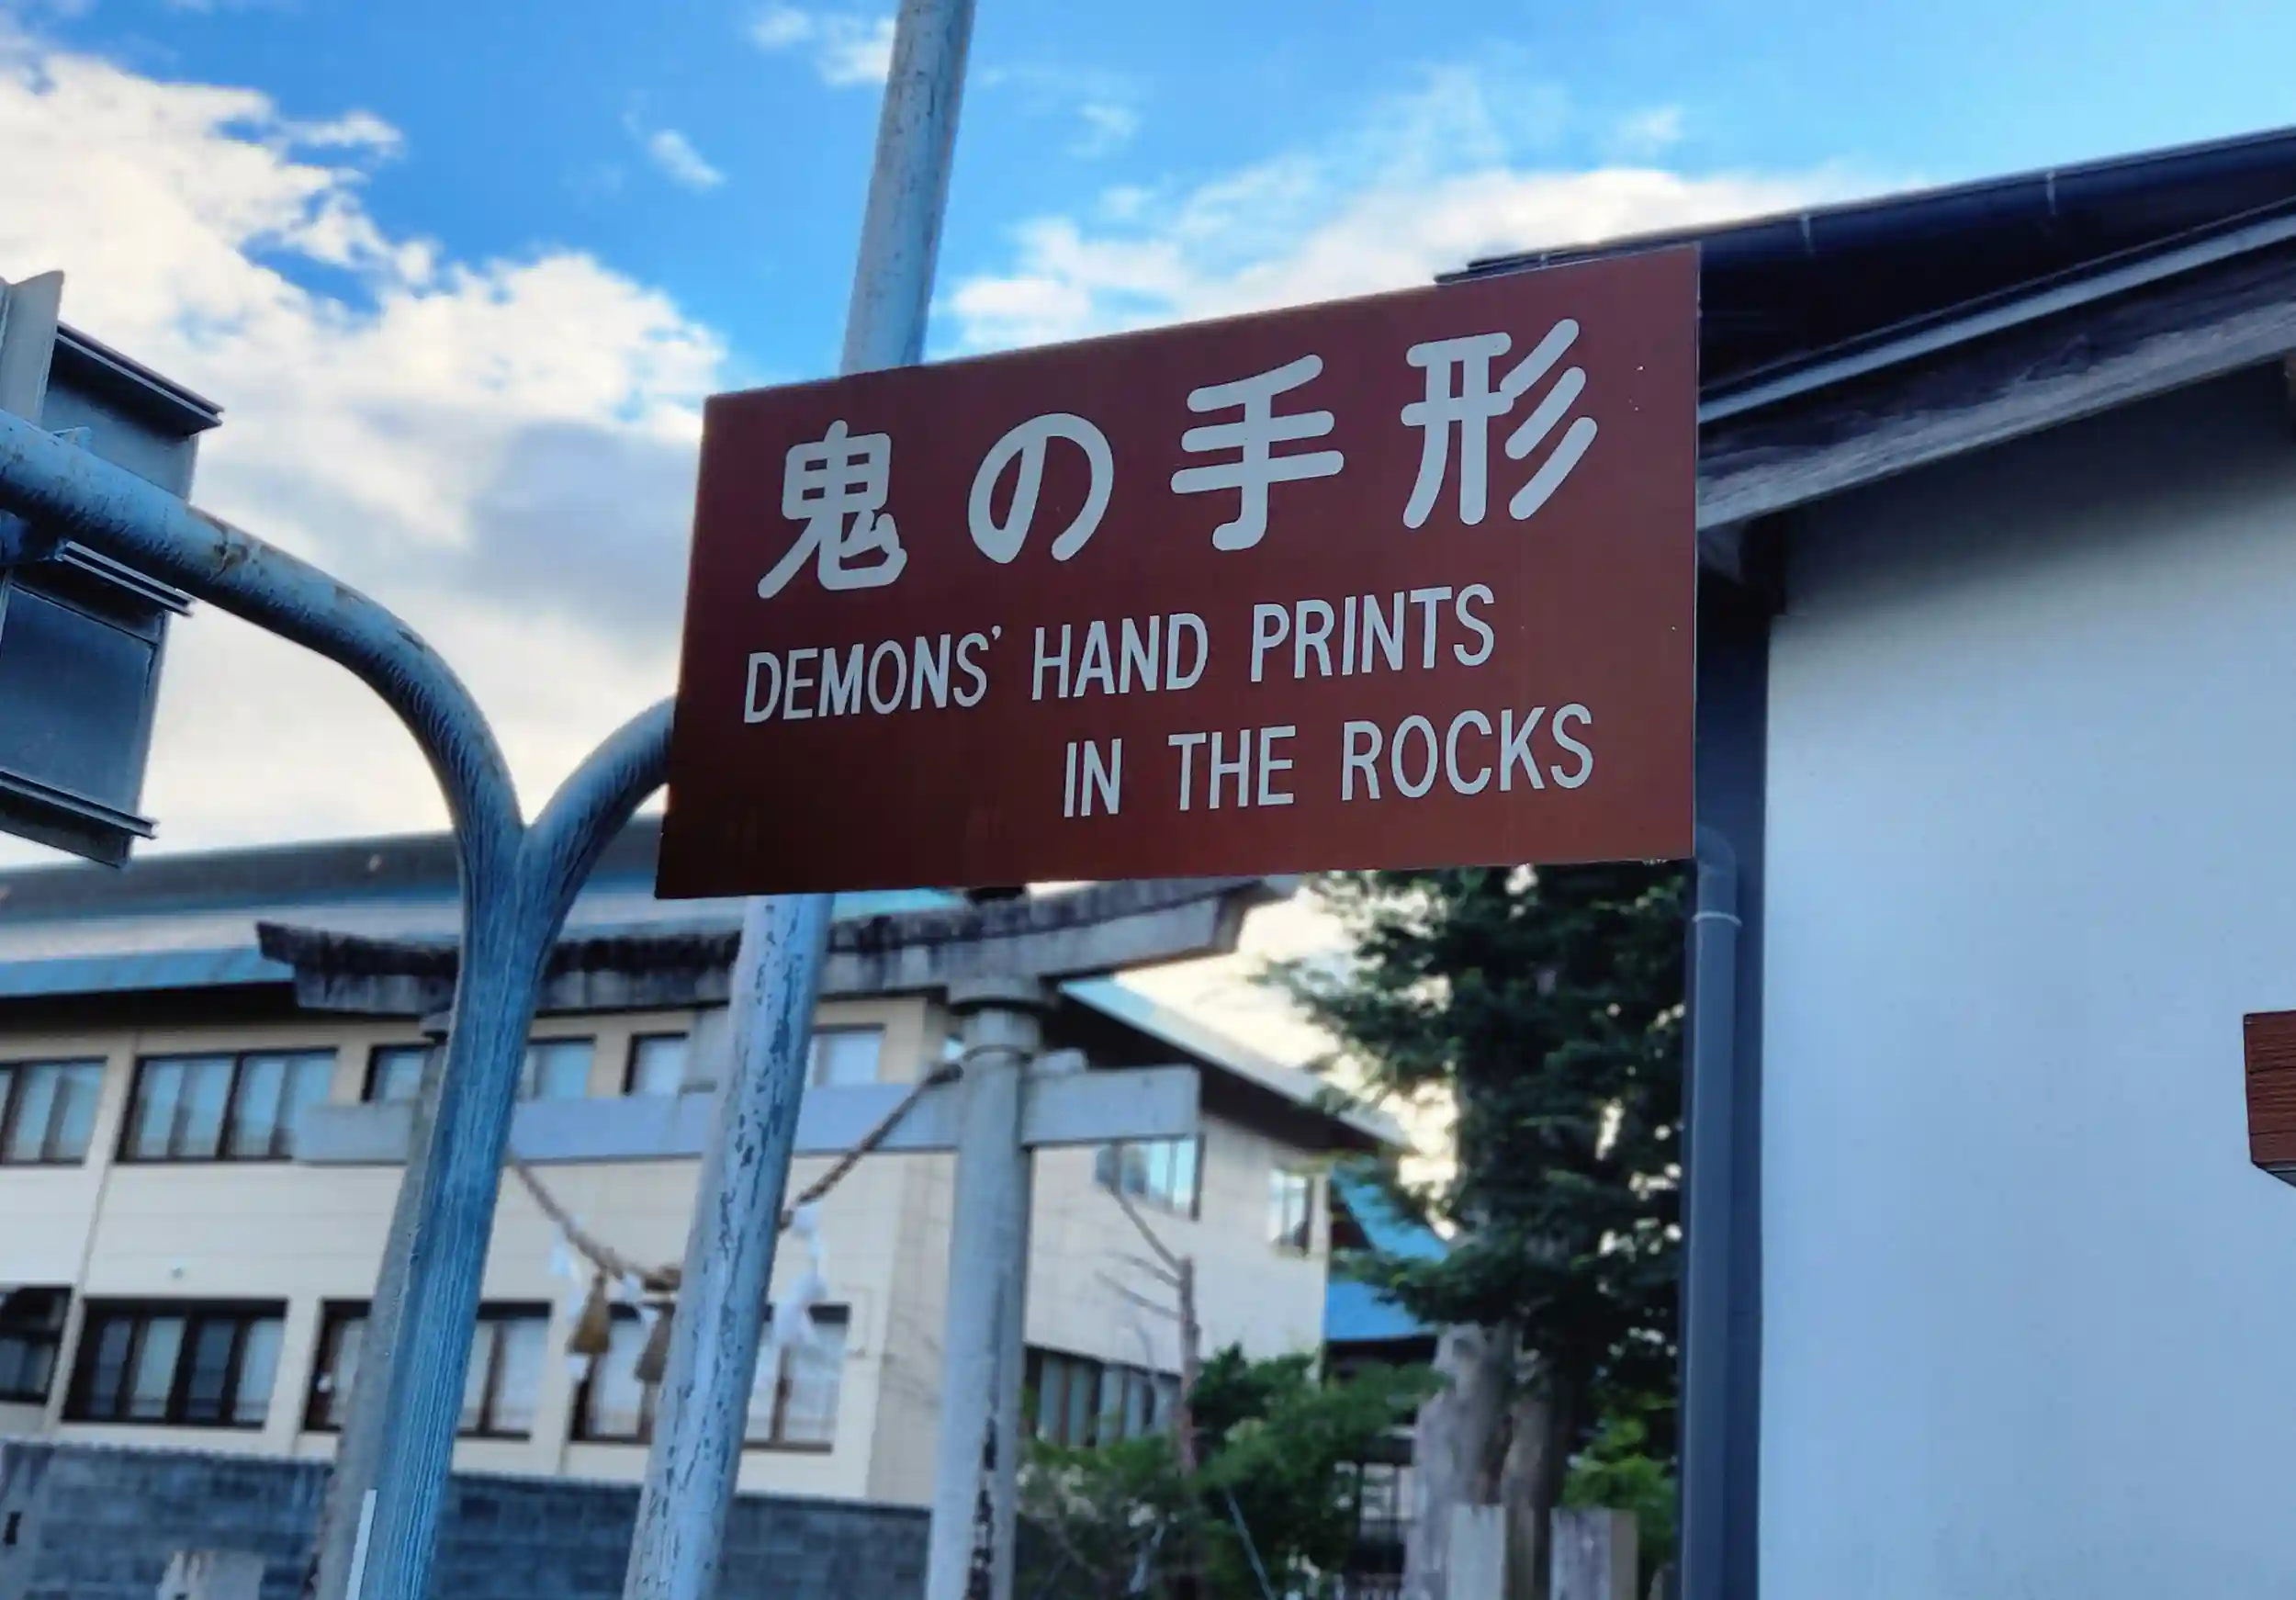 鬼の手形
DEMONS' HAND PRINTS
IN THE ROCKS